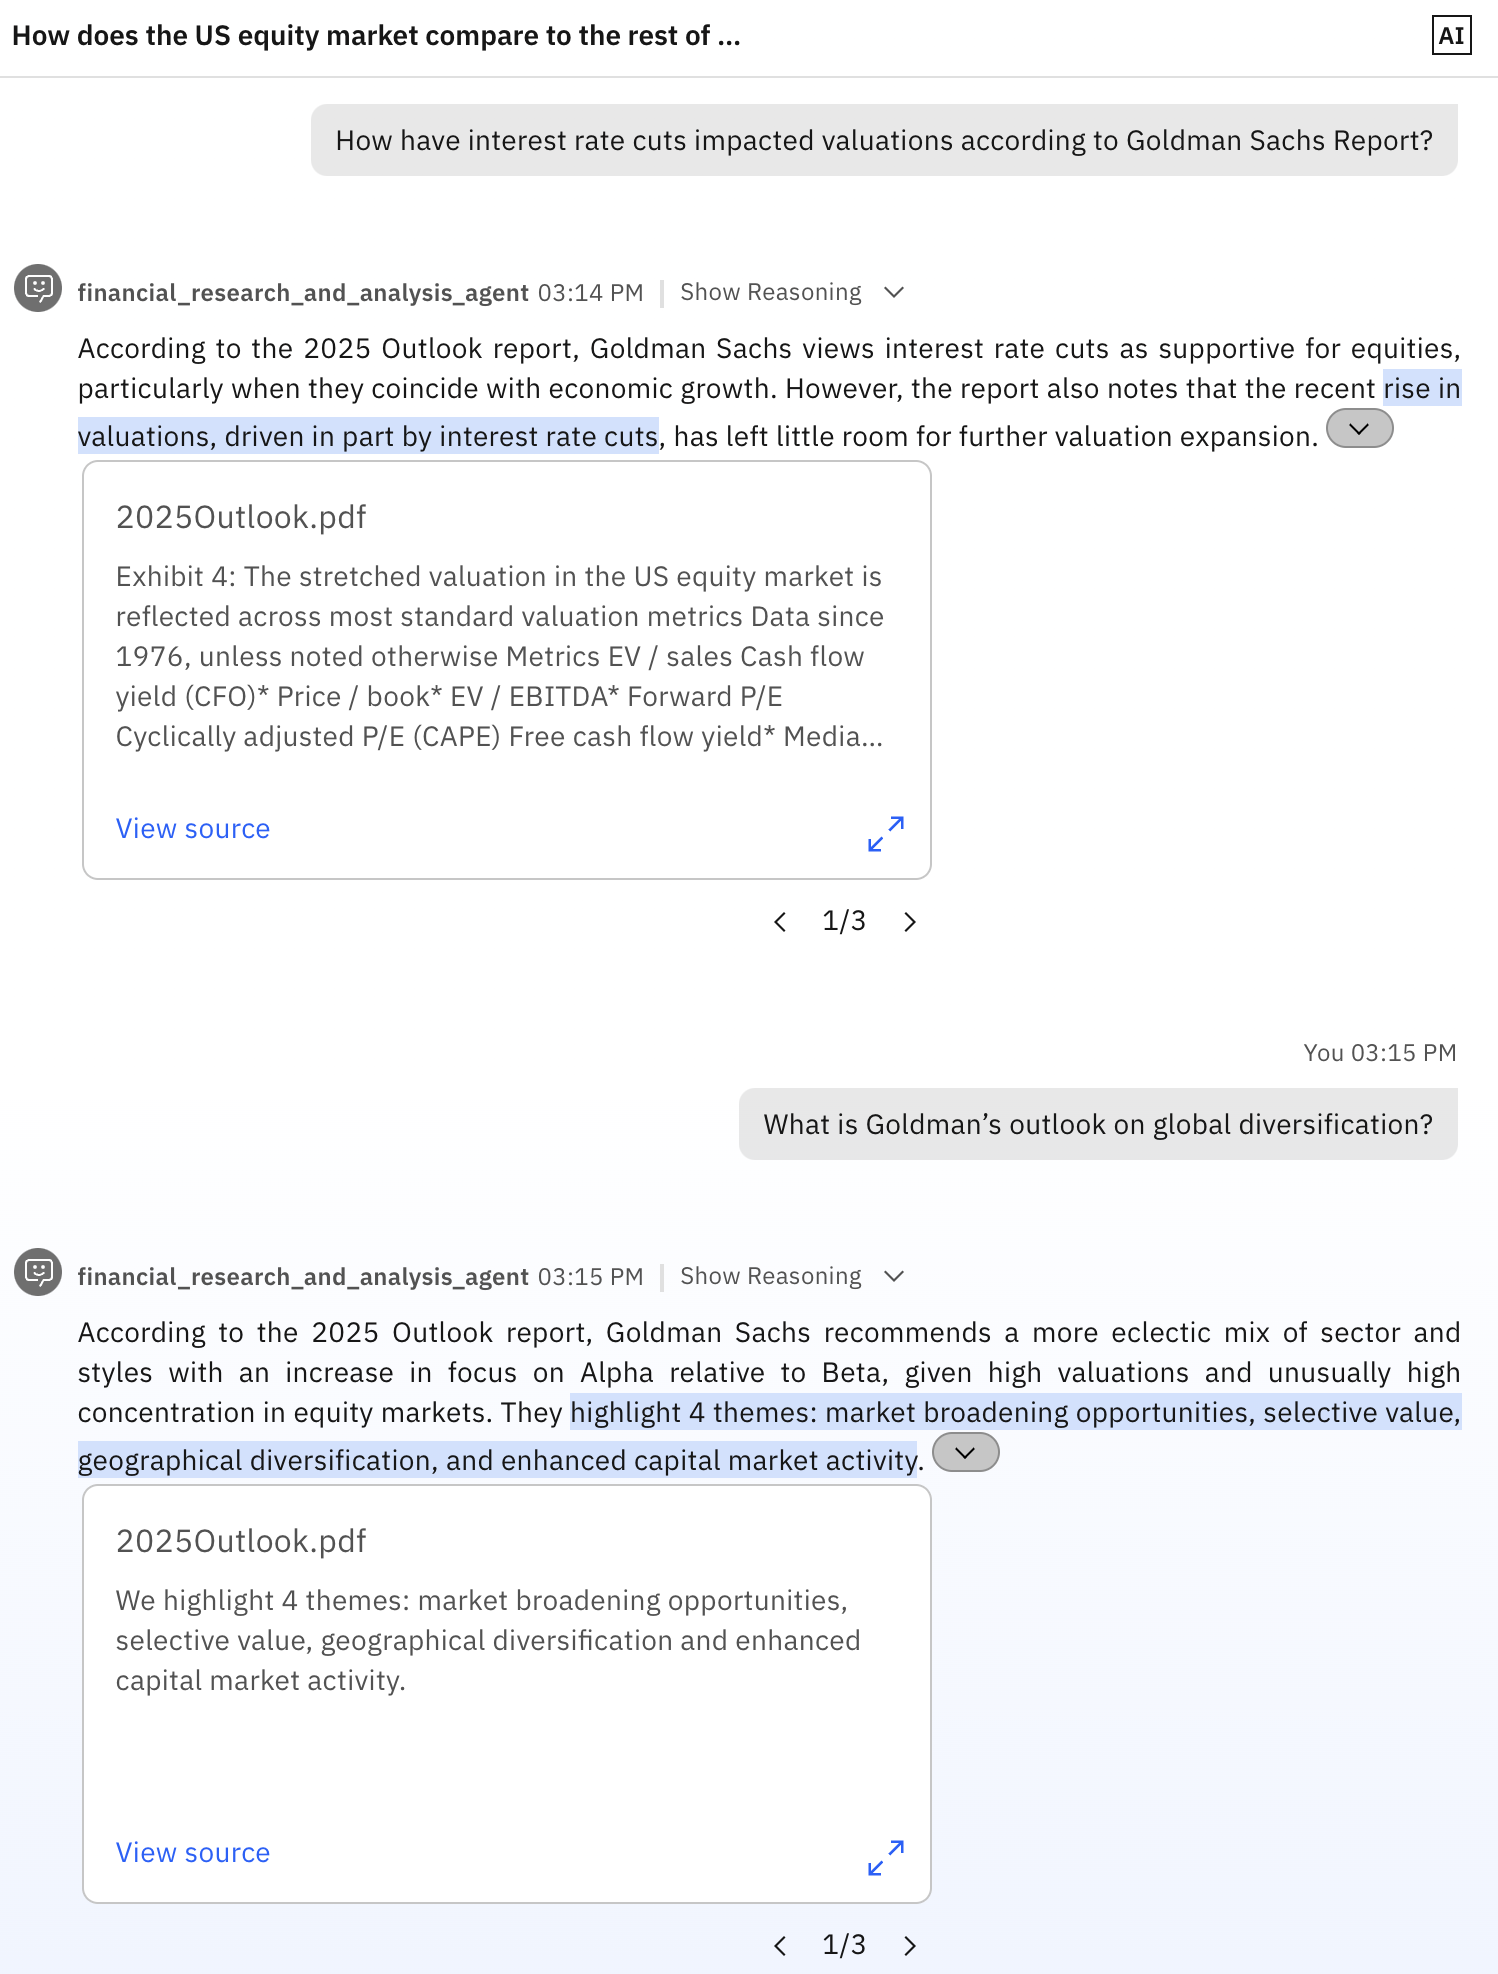 How does the US equity market compare to the rest of ...
AI
How have interest rate cuts impacted valuations according to Goldman Sachs Report?
financial_research_and_analysis_agent 03:14 PM | Show Reasoning
According to the 2025 Outlook report, Goldman Sachs views interest rate cuts as supportive for equities,
particularly when they coincide with economic growth. However, the report also notes that the recent rise in
valuations, driven in part by interest rate cuts, has left little room for further valuation expansion.
2025Outlook.pdf
Exhibit 4: The stretched valuation in the US equity market is
reflected across most standard valuation metrics Data since
1976, unless noted otherwise Metrics EV / sales Cash flow
yield (CFO)* Price / book* EV / EBITDA* Forward P/E
Cyclically adjusted P/E (CAPE) Free cash flow yield* Media...
View source
1/3
You 03:15 PM
What is Goldman’s outlook on global diversification?
financial_research_and_analysis_agent 03:15 PM | Show Reasoning
According to the 2025 Outlook report, Goldman Sachs recommends a more eclectic mix of sector and
styles with an increase in focus on Alpha relative to Beta, given high valuations and unusually high
concentration in equity markets. They highlight 4 themes: market broadening opportunities, selective value,
geographical diversification, and enhanced capital market activity.
2025Outlook.pdf
We highlight 4 themes: market broadening opportunities,
selective value, geographical diversification and enhanced
capital market activity.
View source
1/3